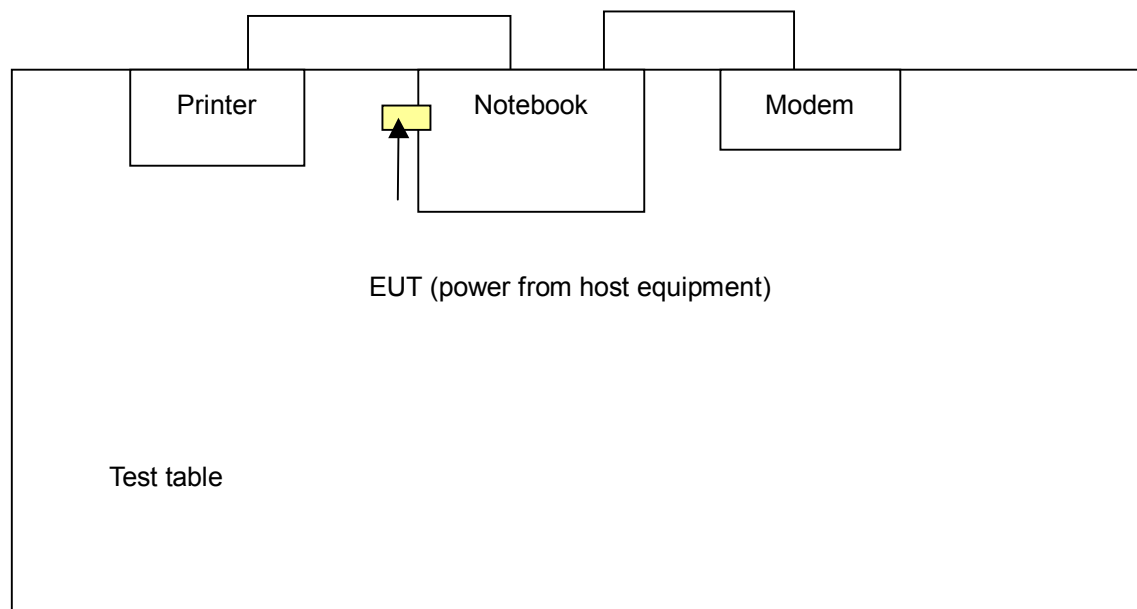 Printer
Notebook
Modem
EUT (power from host equipment)
Test table